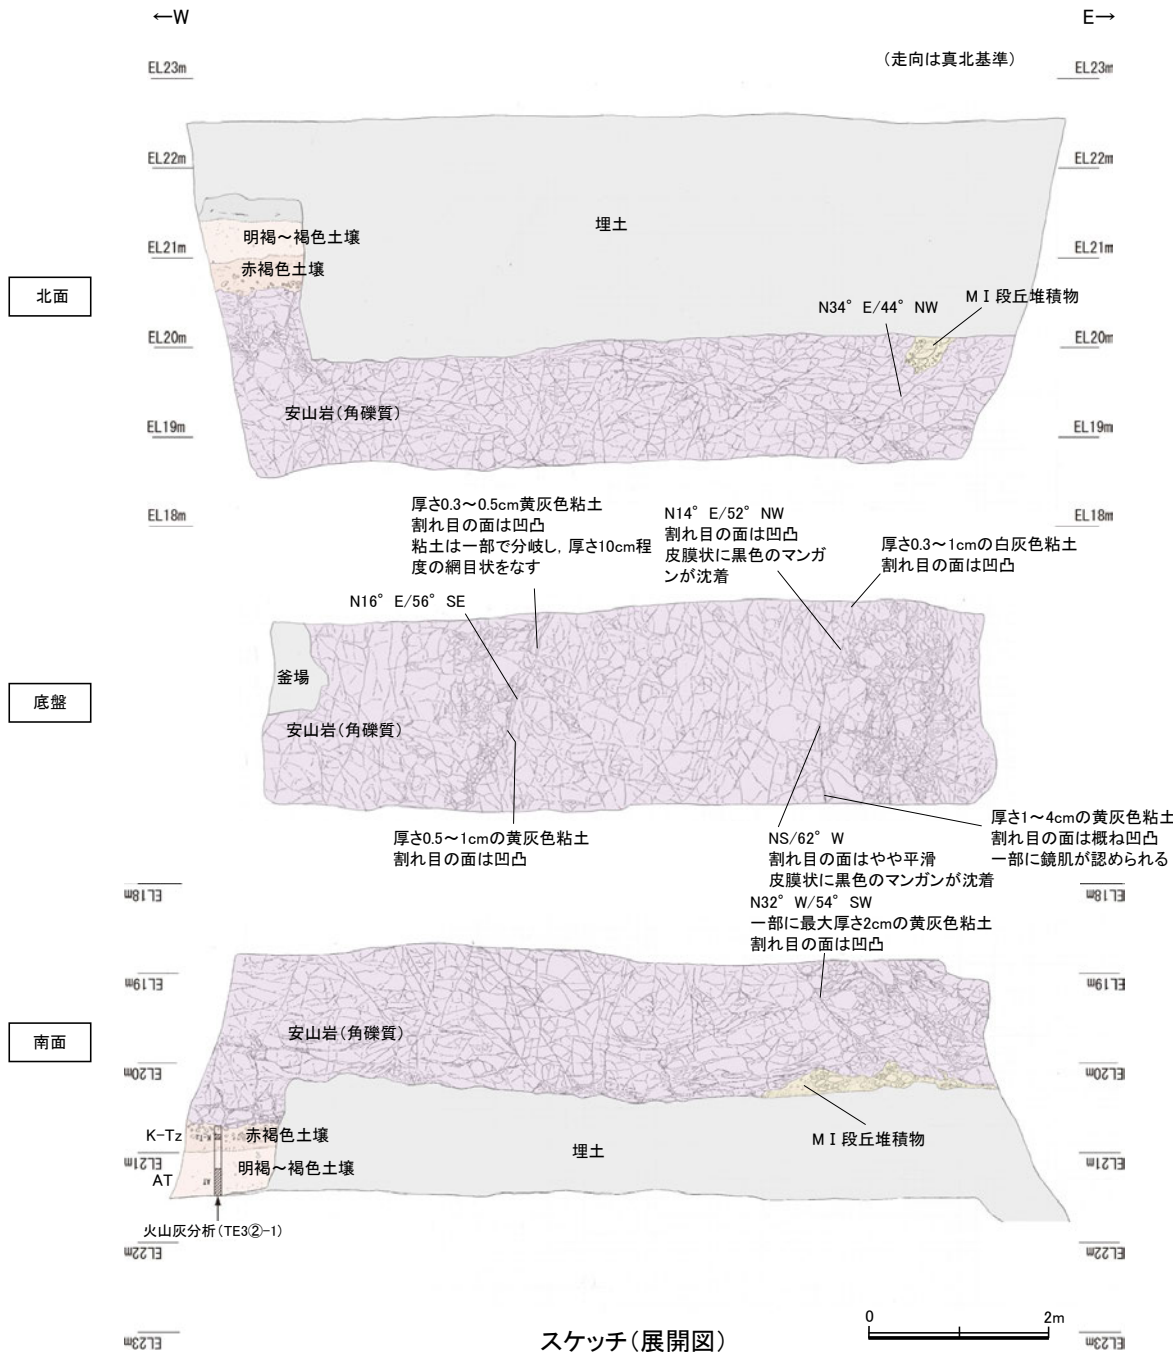 ←W
E→
(走向は真北基準)
EL23m
EL23m
EL22m
EL22m
埋土
明褐~褐色土壌
EL21m
EL21m
赤褐色土壌
北面
MⅠ段丘堆積物
N34°E/44°NW
EL20m
EL20m
安山岩(角礫質)
EL19m
EL19m
EL18m
EL18m
厚さ0.3~0.5cm黄灰色粘土
割れ目の面は凹凸
粘土は一部で分岐し,厚さ10cm程
度の網目状をなす
N14°E/52°NW
割れ目の面は凹凸
皮膜状に黒色のマンガ
ンが沈着
厚さ0.3~1cmの白灰色粘土
割れ目の面は凹凸
N16°E/56°SE
釜場
底盤
安山岩(角礫質)
厚さ0.5~1cmの黄灰色粘土
割れ目の面は凹凸
NS/62°W
割れ目の面はやや平滑
皮膜状に黒色のマンガンが沈着
厚さ1~4cmの黄灰色粘土
割れ目の面は概ね凹凸
一部に鏡肌が認められる
EL18m
EL18m
N32°W/54°SW
一部に最大厚さ2cmの黄灰色粘土
割れ目の面は凹凸
EL19m
EL19m
南面
安山岩(角礫質)
EL20m
EL20m
K-Tz
K-Tz
赤褐色土壌
MⅠ段丘堆積物
埋土
EL21m
EL21m
明褐~褐色土壌
AT
AT
火山灰分析(TE3②-1)
EL22m
EL22m
0
2m
スケッチ(展開図)
EL23m
EL23m